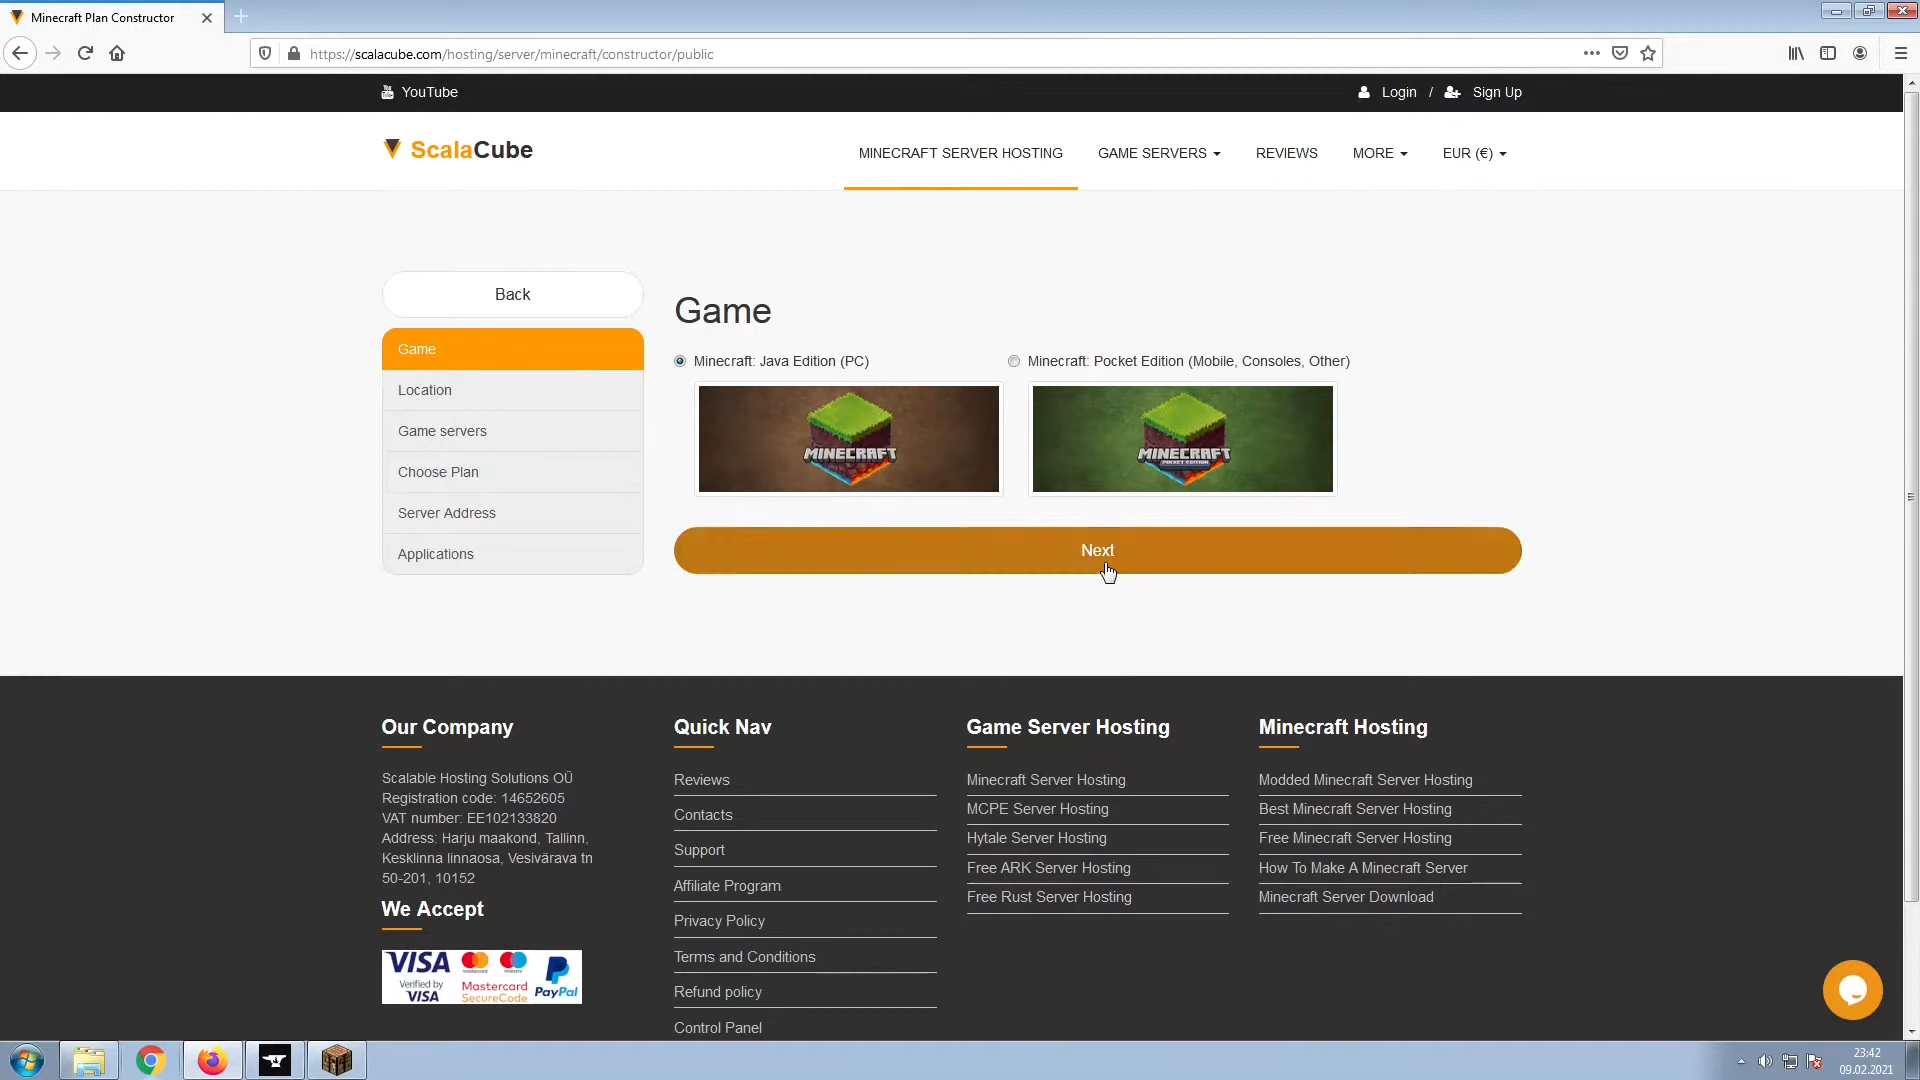 Minecraft Plan Constructor
https://scalacube.com/hosting/server/minecraft/constructor/public
YouTube
Login / Sign Up
ScalaCube
MINECRAFT SERVER HOSTING GAME SERVERS REVIEWS MORE EUR (€)
Back
Game
Location
Game servers
Choose Plan
Server Address
Applications
Game
Minecraft: Java Edition (PC)
Minecraft: Pocket Edition (Mobile, Consoles, Other)
MINECRAFT
MINECRAFT
POCKET EDITION
Next
Our Company
Scalable Hosting Solutions OÜ
Registration code: 14652605
VAT number: EE102133820
Address: Harju maakond, Tallinn,
Kesklinna linnaosa, Vesivärava tn
50-201, 10152
We Accept
VISA
Verified by
VISA
mastercard
maestro
Mastercard
SecureCode
PayPal
Quick Nav
Reviews
Contacts
Support
Affiliate Program
Privacy Policy
Terms and Conditions
Refund policy
Control Panel
Game Server Hosting
Minecraft Server Hosting
MCPE Server Hosting
Hytale Server Hosting
Free ARK Server Hosting
Free Rust Server Hosting
Minecraft Hosting
Modded Minecraft Server Hosting
Best Minecraft Server Hosting
Free Minecraft Server Hosting
How To Make A Minecraft Server
Minecraft Server Download
23:42
09.02.2021